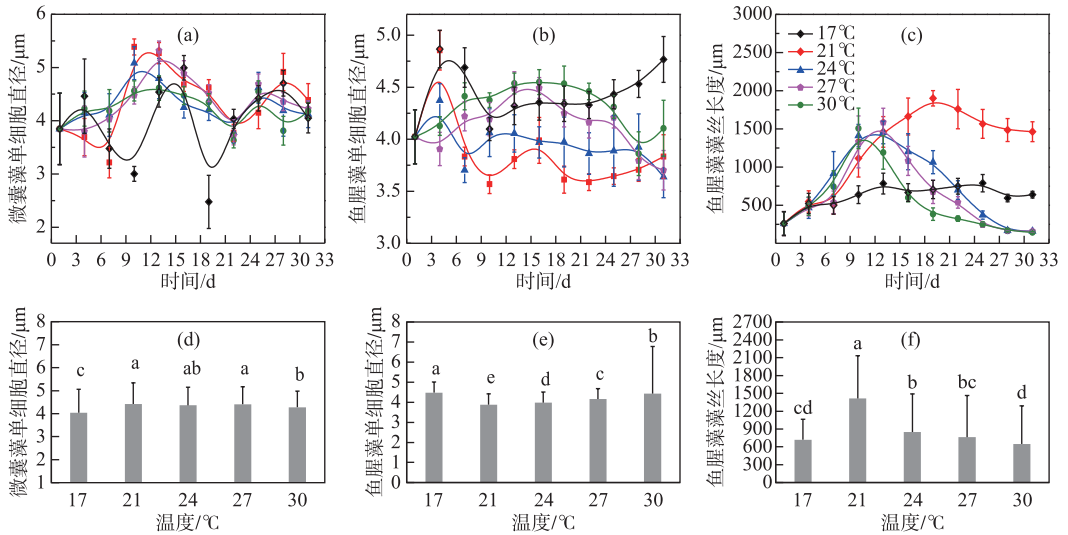 (a)
微囊藻单细胞直径/μm
6
5
4
3
2
0 3 6 9 12 15 18 21 24 27 30 33
时间/d
(b)
鱼腥藻单细胞直径/μm
5.0
4.5
4.0
3.5
3.0
0 3 6 9 12 15 18 21 24 27 30 33
时间/d
(c)
鱼腥藻藻丝长度/μm
3000
2500
2000
1500
1000
500
0 3 6 9 12 15 18 21 24 27 30 33
时间/d
17℃
21℃
24℃
27℃
30℃
(d)
微囊藻单细胞直径/μm
8
7
6
5
4
3
2
1
c a ab a b
17 21 24 27 30
温度/℃
(e)
鱼腥藻单细胞直径/μm
8
7
6
5
4
3
2
1
0
a e d c b
17 21 24 27 30
温度/℃
(f)
鱼腥藻藻丝长度/μm
2700
2400
2100
1800
1500
1200
900
600
300
0
cd a b bc d
17 21 24 27 30
温度/℃